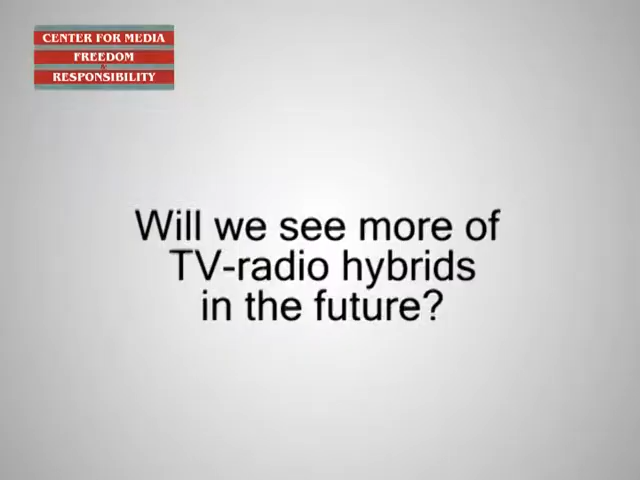 CENTER FOR MEDIA
FREEDOM
&
RESPONSIBILITY
Will we see more of
TV-radio hybrids
in the future?